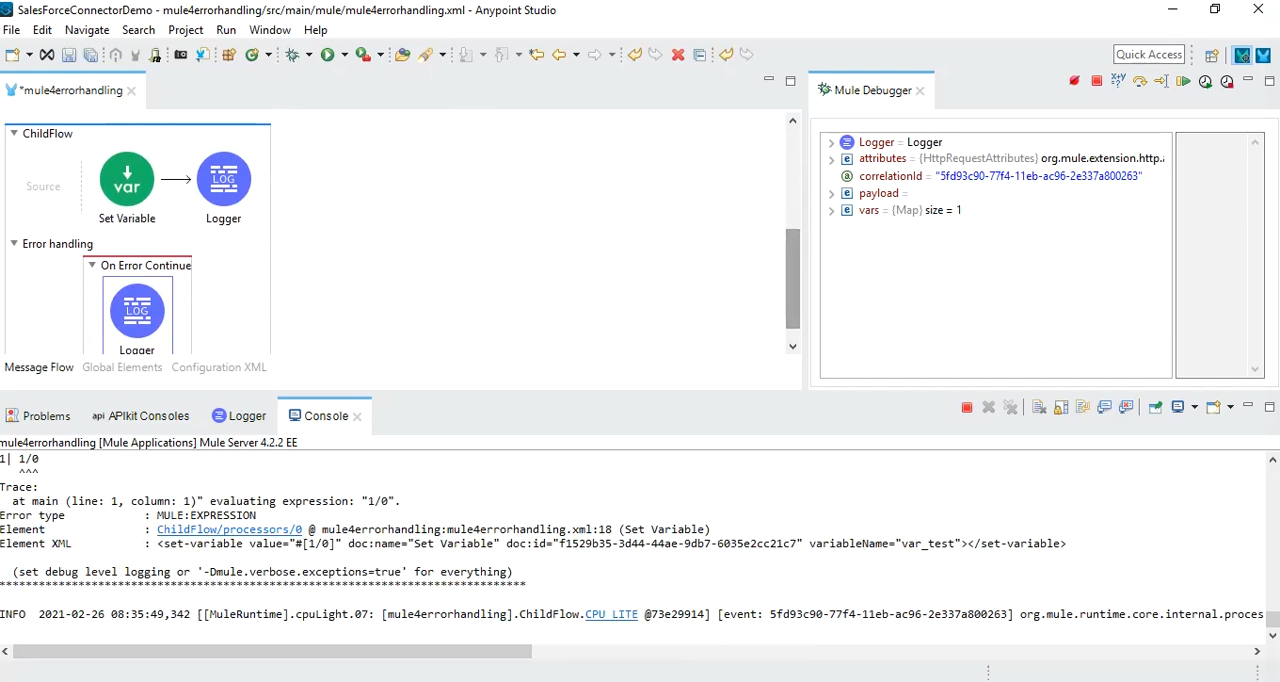 SalesForceConnectorDemo - mule4errorhandling/src/main/mule/mule4errorhandling.xml - Anypoint Studio
File Edit Navigate Search Project Run Window Help
Quick Access
*mule4errorhandling
Mule Debugger
ChildFlow
Source
var
LOG
Set Variable
Logger
Error handling
On Error Continue
LOG
Logger
Message Flow Global Elements Configuration XML
Logger = Logger
attributes = {HttpRequestAttributes} org.mule.extension.http.
correlationId = "5fd93c90-77f4-11eb-ac96-2e337a800263"
payload =
vars = {Map} size = 1
Problems api APIkit Consoles Logger Console
mule4errorhandling [Mule Applications] Mule Server 4.2.2 EE
1| 1/0
^^^
Trace:
at main (line: 1, column: 1)" evaluating expression: "1/0".
Error type : MULE:EXPRESSION
Element : ChildFlow/processors/0 @ mule4errorhandling:mule4errorhandling.xml:18 (Set Variable)
Element XML : <set-variable value="#[1/0]" doc:name="Set Variable" doc:id="f1529b35-3d44-44ae-9db7-6035e2cc21c7" variableName="var_test"></set-variable>
(set debug level logging or '-Dmule.verbose.exceptions=true' for everything)
********************************************************************************
INFO 2021-02-26 08:35:49,342 [[MuleRuntime].cpuLight.07: [mule4errorhandling].ChildFlow.CPU_LITE @73e29914] [event: 5fd93c90-77f4-11eb-ac96-2e337a800263] org.mule.runtime.core.internal.proces